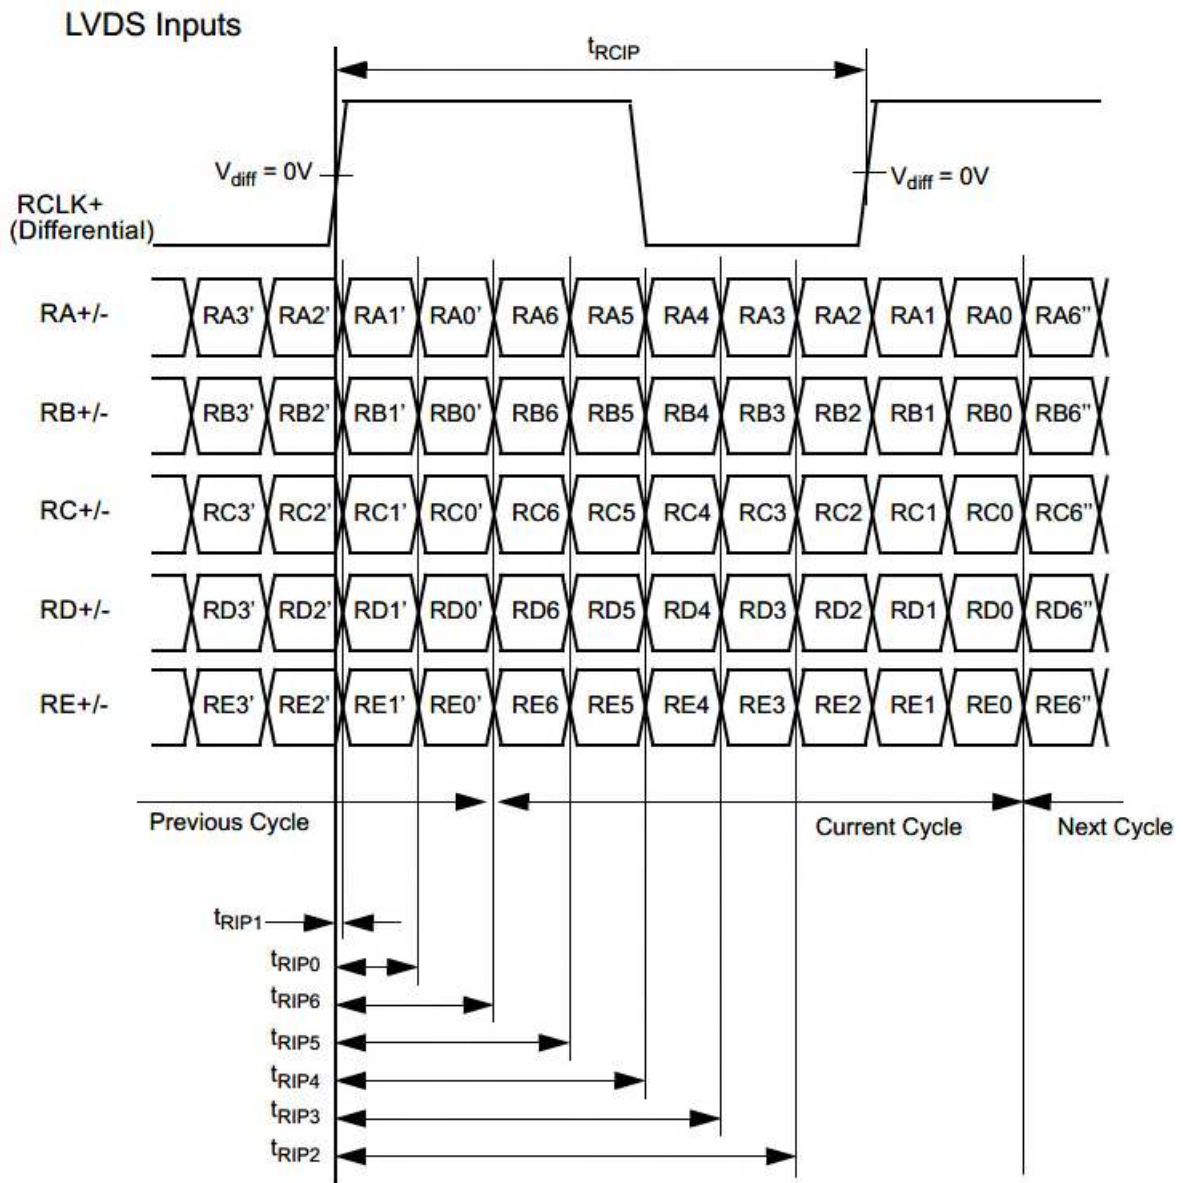 LVDS Inputs
tRCIP
Vdiff = 0V
Vdiff = 0V
RCLK+
(Differential)
RA+/- RA3’ RA2’ RA1’ RA0’ RA6 RA5 RA4 RA3 RA2 RA1 RA0 RA6”
RB+/- RB3’ RB2’ RB1’ RB0’ RB6 RB5 RB4 RB3 RB2 RB1 RB0 RB6”
RC+/- RC3’ RC2’ RC1’ RC0’ RC6 RC5 RC4 RC3 RC2 RC1 RC0 RC6”
RD+/- RD3’ RD2’ RD1’ RD0’ RD6 RD5 RD4 RD3 RD2 RD1 RD0 RD6”
RE+/- RE3’ RE2’ RE1’ RE0’ RE6 RE5 RE4 RE3 RE2 RE1 RE0 RE6”
Previous Cycle
Current Cycle
Next Cycle
tRIP1
tRIP0
tRIP6
tRIP5
tRIP4
tRIP3
tRIP2